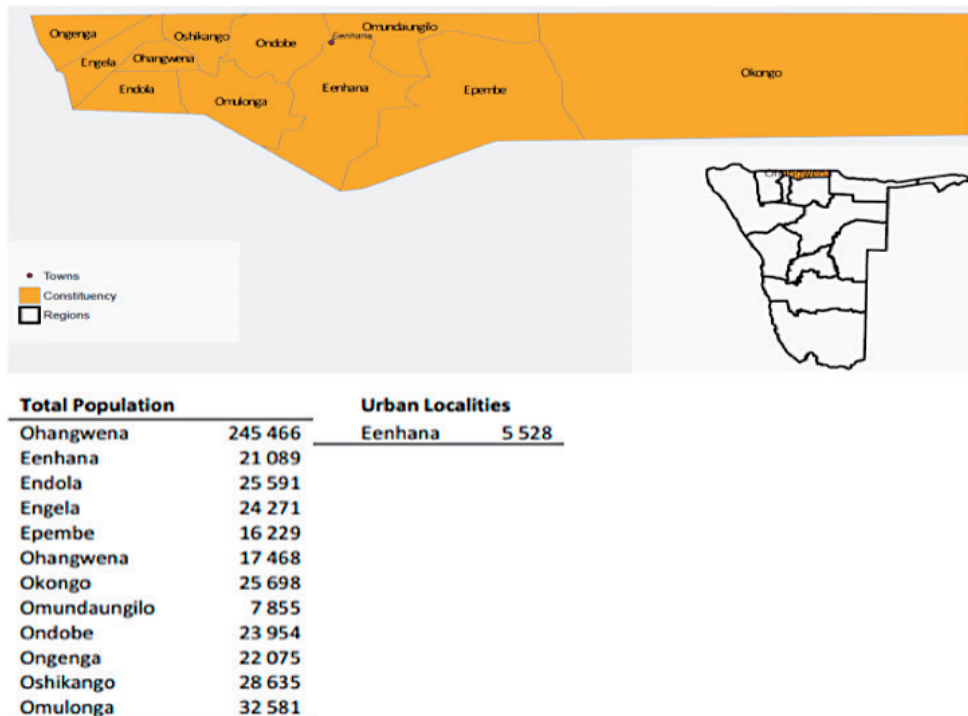 Omundaungilo
Ongenga
Oshikango
Ondobe
Eenhana
Engela
Ohangwena
Okongo
Endola
Eenhana
Epembe
Omulonga
Towns
Constituency
Regions
Total Population
Urban Localities
Ohangwena 245 466 Eenhana 5 528
Eenhana 21 089
Endola 25 591
Engela 24 271
Epembe 16 229
Ohangwena 17 468
Okongo 25 698
Omundaungilo 7 855
Ondobe 23 954
Ongenga 22 075
Oshikango 28 635
Omulonga 32 581